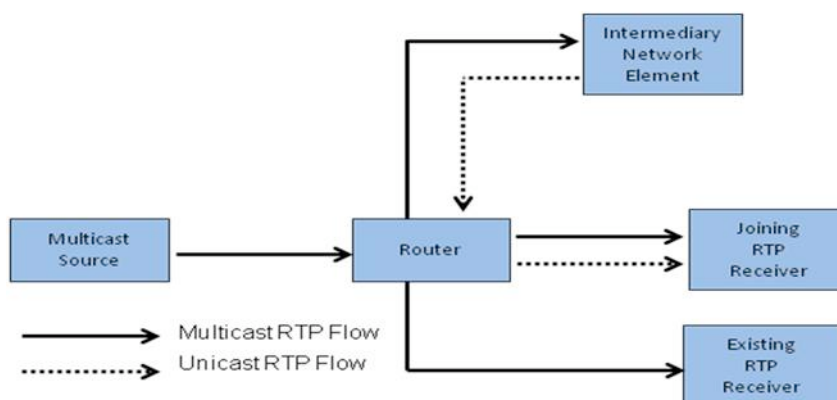 Intermediary
Network
Element
Multicast
Source
Router
Joining
RTP
Receiver
Multicast RTP Flow
Unicast RTP Flow
Existing
RTP
Receiver